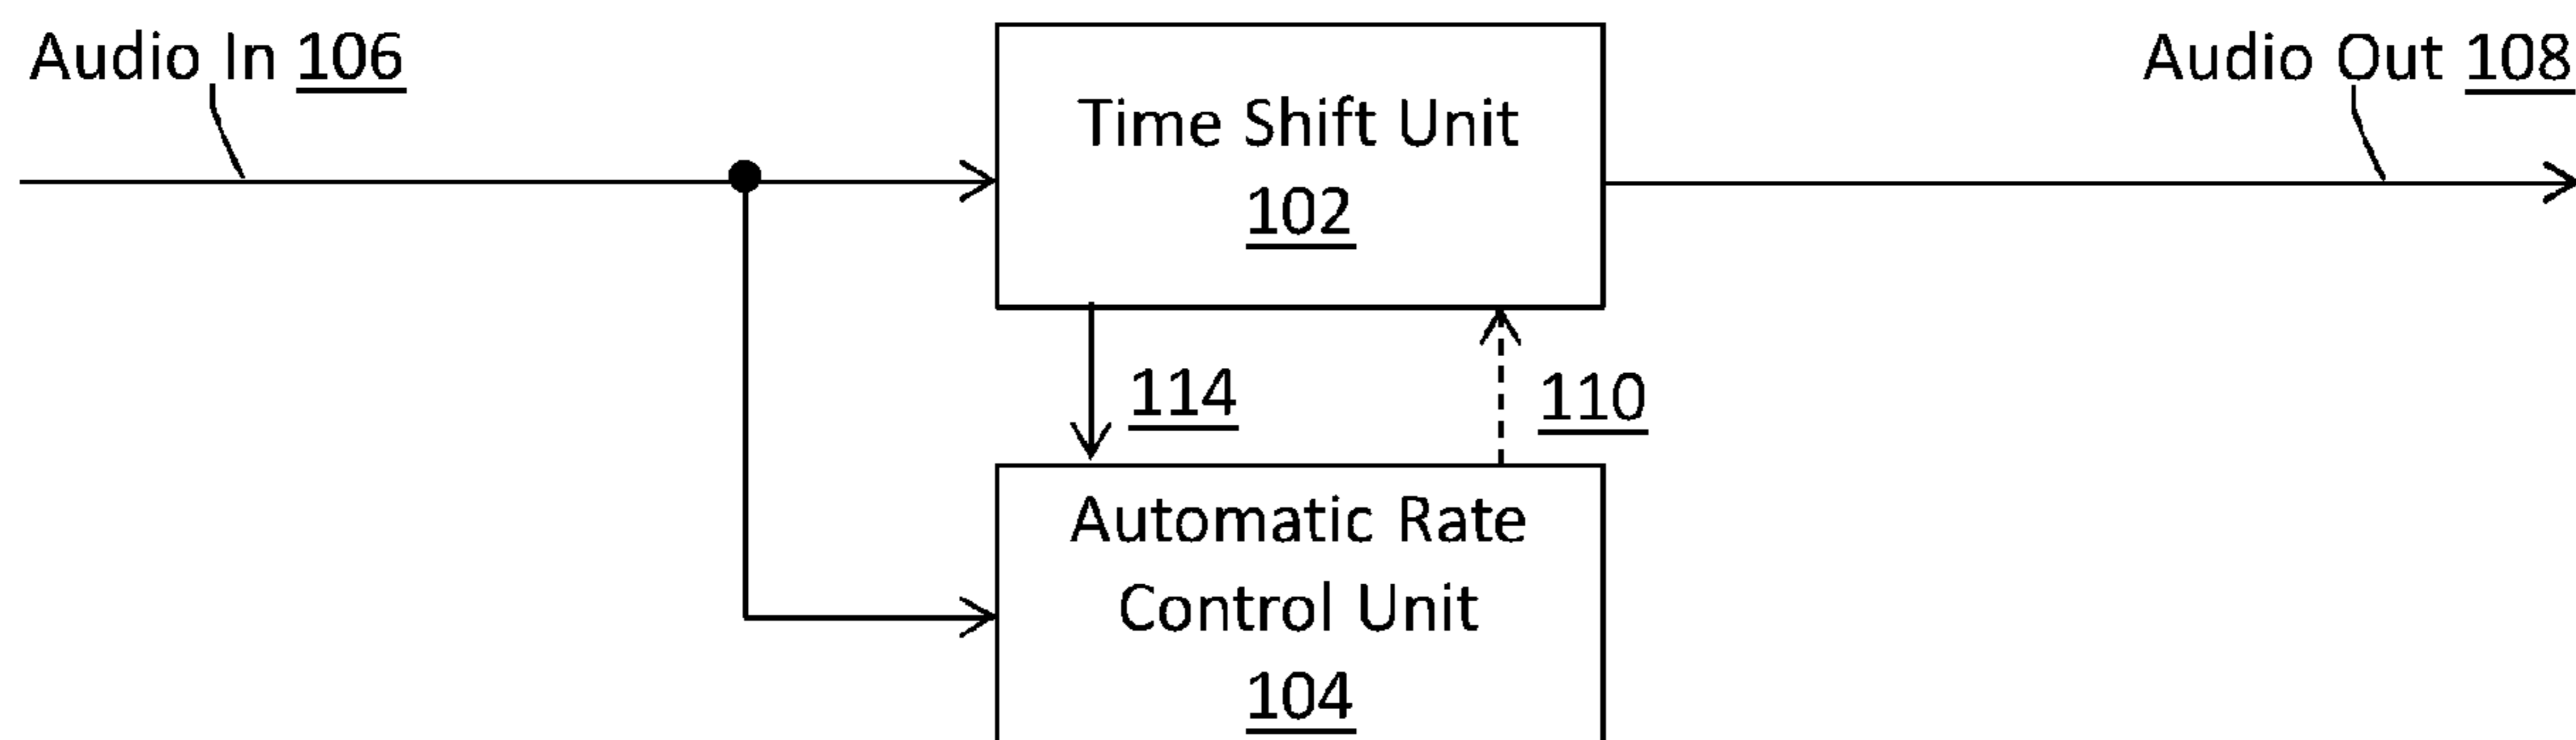 Audio In 106
Time Shift Unit
102
Audio Out 108
114
110
Automatic Rate
Control Unit
104